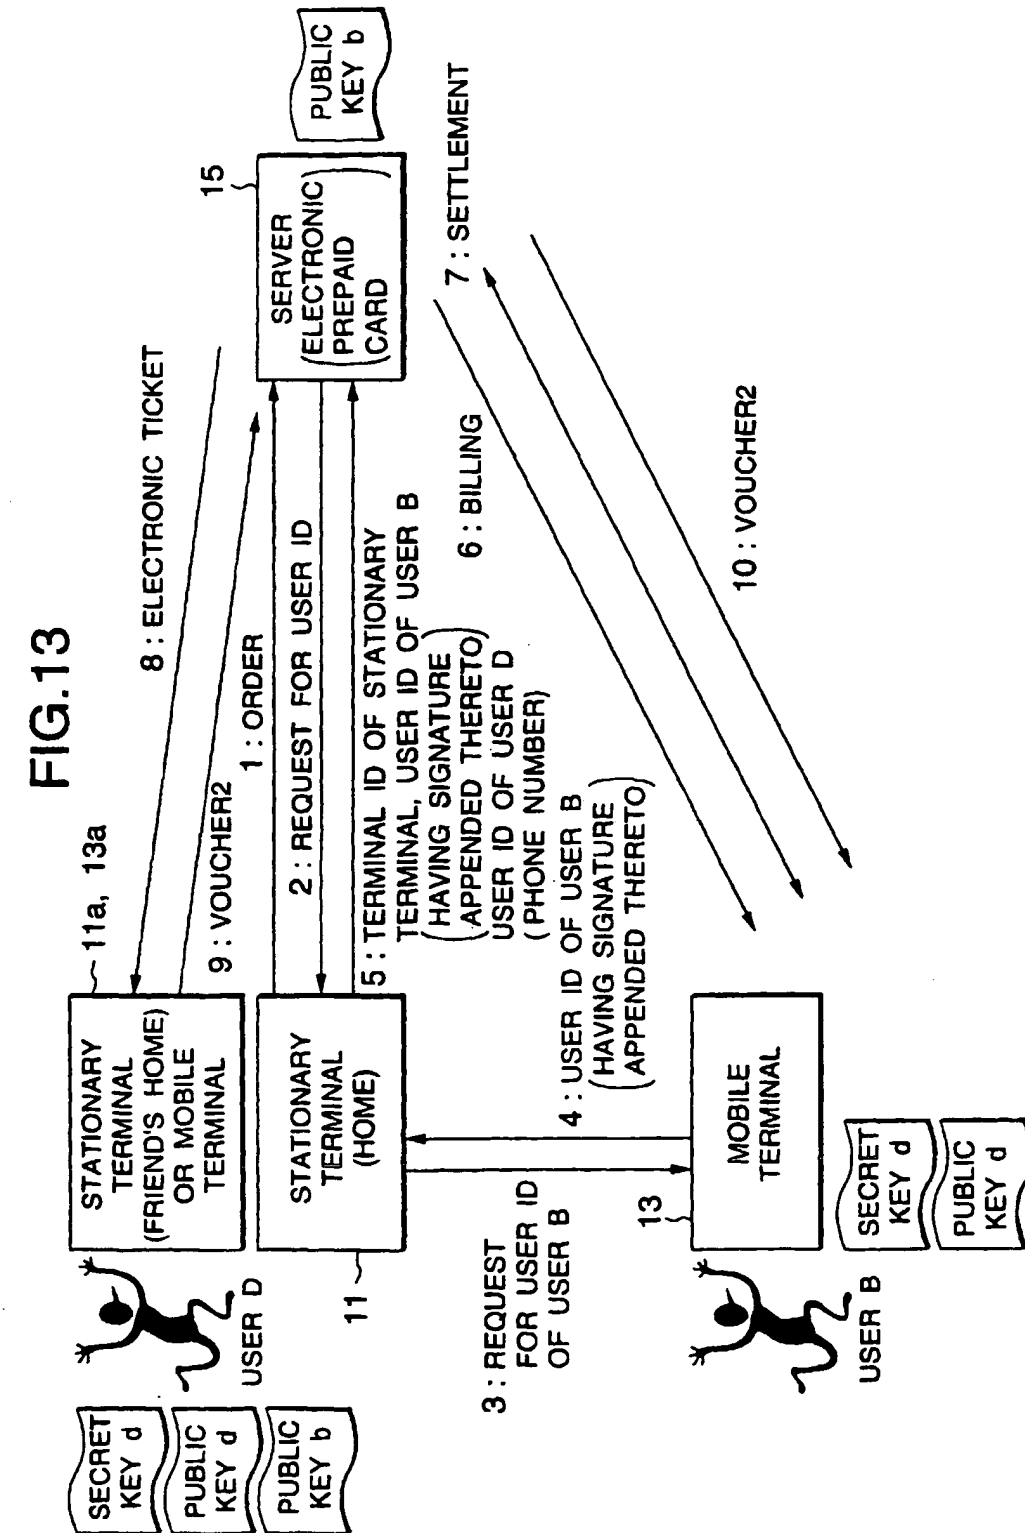 FIG.13
SECRET
KEY d
PUBLIC
KEY d
PUBLIC
KEY b
USER D
STATIONARY
TERMINAL
(FRIEND'S HOME)
OR MOBILE
TERMINAL
11a, 13a
8 : ELECTRONIC TICKET
9 : VOUCHER2
1 : ORDER
2 : REQUEST FOR USER ID
5 : TERMINAL ID OF STATIONARY
TERMINAL, USER ID OF USER B
(HAVING SIGNATURE
APPENDED THERETO)
USER ID OF USER D
(PHONE NUMBER)
STATIONARY
TERMINAL
(HOME)
11
15
SERVER
(ELECTRONIC
PREPAID
CARD)
PUBLIC
KEY b
6 : BILLING
7 : SETTLEMENT
10 : VOUCHER2
3 : REQUEST
FOR USER ID
OF USER B
4 : USER ID OF USER B
(HAVING SIGNATURE
APPENDED THERETO)
13
MOBILE
TERMINAL
USER B
SECRET
KEY d
PUBLIC
KEY d